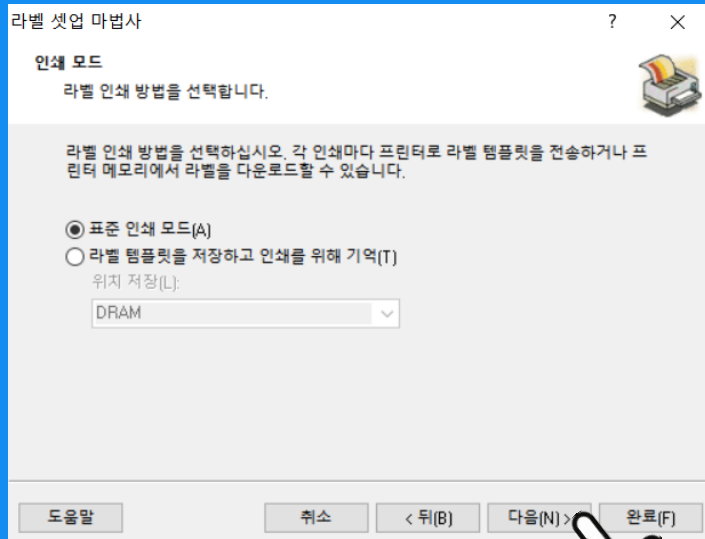 라벨 셋업 마법사
인쇄 모드
라벨 인쇄 방법을 선택합니다.
라벨 인쇄 방법을 선택하십시오. 각 인쇄마다 프린터로 라벨 템플릿을 전송하거나 프
린터 메모리에서 라벨을 다운로드할 수 있습니다.
표준 인쇄 모드(A)
라벨 템플릿을 저장하고 인쇄를 위해 기억(T)
위치 저장(L):
DRAM
도움말 취소 < 뒤(B) 다음(N) > 완료(F)